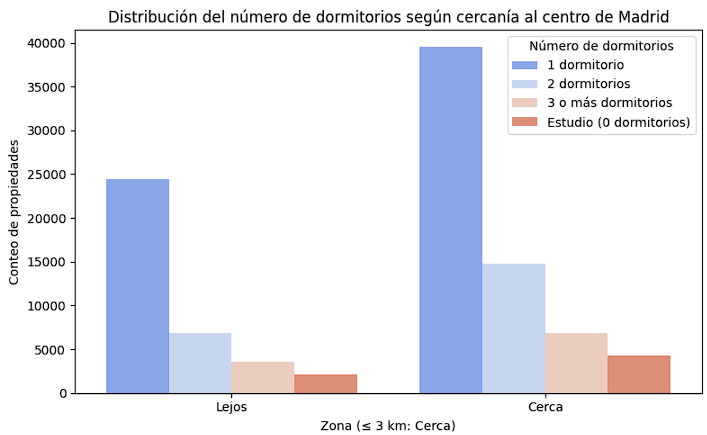 Distribución del número de dormitorios según cercanía al centro de Madrid
Conteo de propiedades
40000
35000
30000
25000
20000
15000
10000
5000
0
Número de dormitorios
1 dormitorio
2 dormitorios
3 o más dormitorios
Estudio (0 dormitorios)
Lejos
Cerca
Zona (≤ 3 km: Cerca)